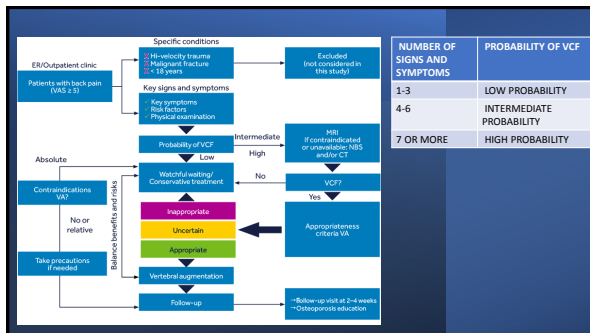 Specific conditions
Hi-velocity trauma
Malignant fracture
< 18 years
Excluded
(not considered in
this study)
ER/Outpatient clinic
Patients with back pain
(VAS ≥ 5)
Key signs and symptoms
Key symptoms
Risk factors
Physical examination
Probability of VCF
Intermediate
High
Low
MRI
If contraindicated
or unavailable: NBS
and/or CT
Absolute
Watchful waiting/
Conservative treatment
No
VCF?
Yes
Contraindications
VA?
No or
relative
Balance benefits and risks
Inappropriate
Uncertain
Appropriate
Appropriateness
criteria VA
Take precautions
if needed
Vertebral augmentation
Follow-up
→Follow-up visit at 2–4 weeks
→Osteoporosis education
NUMBER OF
SIGNS AND
SYMPTOMS
PROBABILITY OF VCF
1-3
LOW PROBABILITY
4-6
INTERMEDIATE
PROBABILITY
7 OR MORE
HIGH PROBABILITY